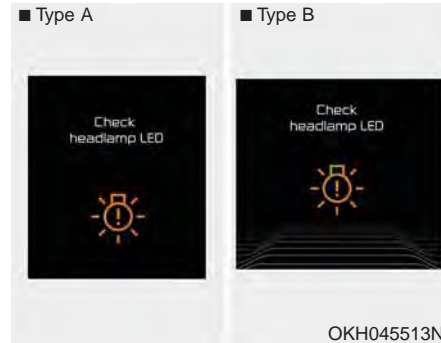 ■ Type A
Check
headlamp LED
■ Type B
Check
headlamp LED
OKH045513N